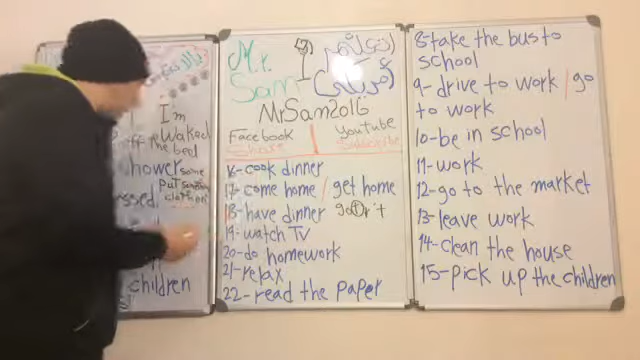 I'm
waked
off the bed
shower some
Put
clothon
essed
children
Mr.
Sam
MrSam2016
Facebook
YouTube
Share
Subscribe
cook dinner
17- come home / get home
18- have dinner
19- watch TV
20- do homework
21- relax
22- read the paper
8- take the bus to
school
9- drive to work / go
to work
10- be in school
11- work
12- go to the market
13- leave work
14- clean the house
15- pick up the children